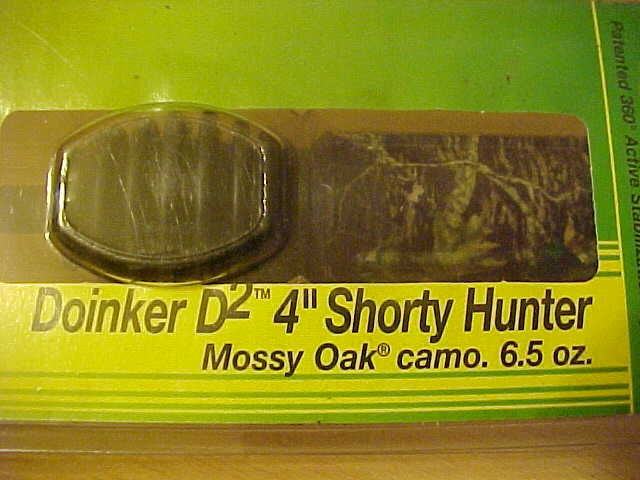 Patented 360 Active
Doinker D2™ 4" Shorty Hunter
Mossy Oak® camo. 6.5 oz.